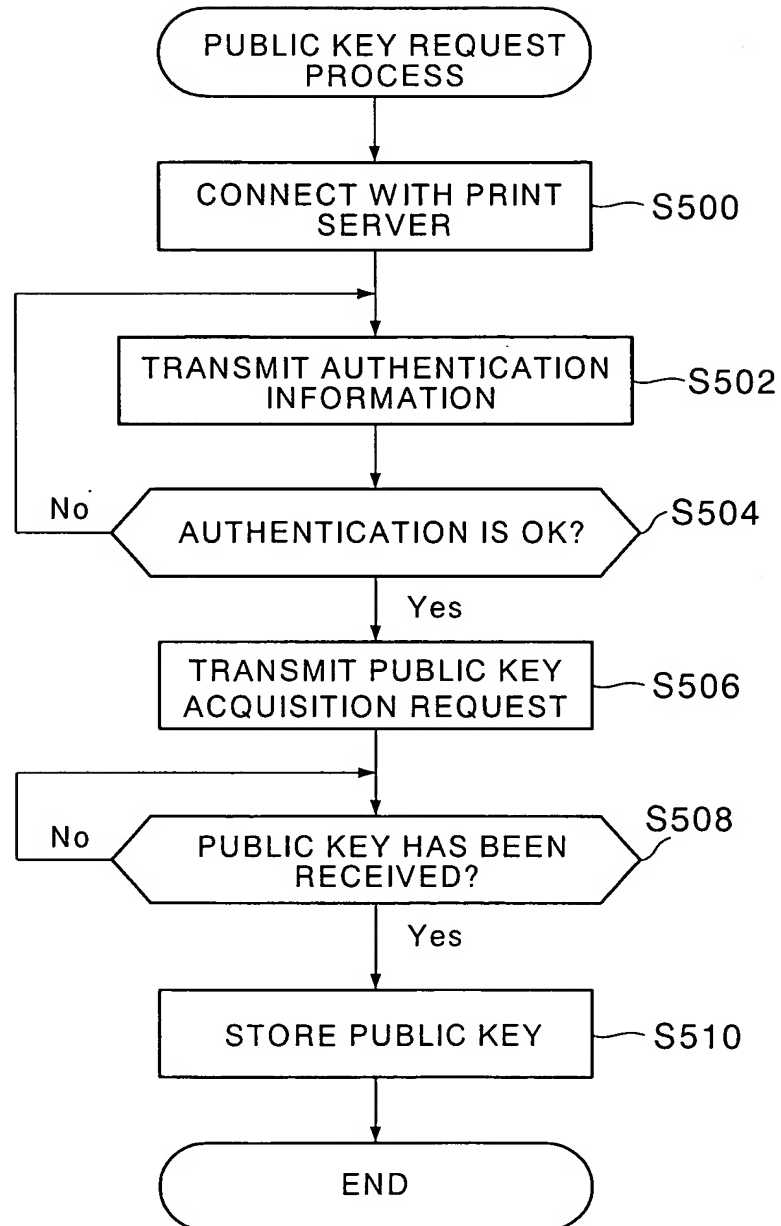 PUBLIC KEY REQUEST
PROCESS
CONNECT WITH PRINT
SERVER
S500
TRANSMIT AUTHENTICATION
INFORMATION
S502
No
AUTHENTICATION IS OK?
S504
Yes
TRANSMIT PUBLIC KEY
ACQUISITION REQUEST
S506
No
PUBLIC KEY HAS BEEN
RECEIVED?
S508
Yes
STORE PUBLIC KEY
S510
END